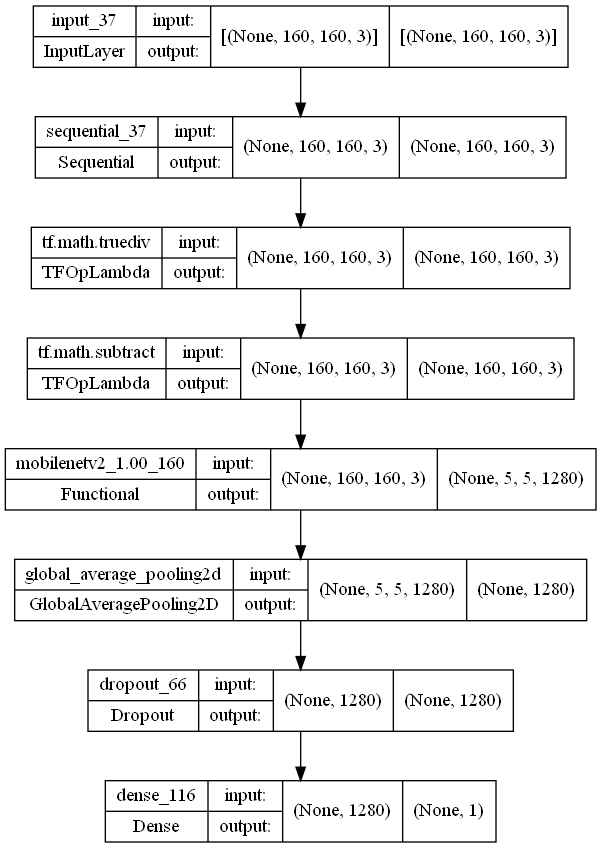 input_37 input: [(None, 160, 160, 3)] [(None, 160, 160, 3)]
InputLayer output:
sequential_37 input: (None, 160, 160, 3) (None, 160, 160, 3)
Sequential output:
tf.math.truediv input: (None, 160, 160, 3) (None, 160, 160, 3)
TFOpLambda output:
tf.math.subtract input: (None, 160, 160, 3) (None, 160, 160, 3)
TFOpLambda output:
mobilenetv2_1.00_160 input: (None, 160, 160, 3) (None, 5, 5, 1280)
Functional output:
global_average_pooling2d input: (None, 5, 5, 1280) (None, 1280)
GlobalAveragePooling2D output:
dropout_66 input: (None, 1280) (None, 1280)
Dropout output:
dense_116 input: (None, 1280) (None, 1)
Dense output: